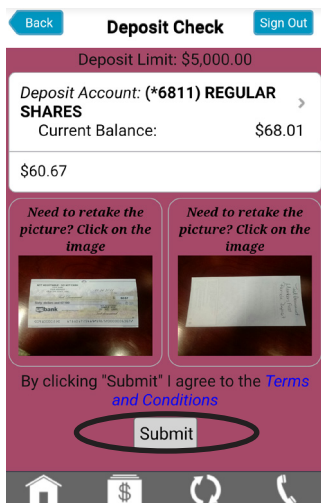 Back
Deposit Check
Sign Out
Deposit Limit: $5,000.00
Deposit Account: (*6811) REGULAR
SHARES
Current Balance: $68.01
$60.67
Need to retake the
picture? Click on the
image
Need to retake the
picture? Click on the
image
bank
By clicking "Submit" I agree to the Terms
and Conditions
Submit